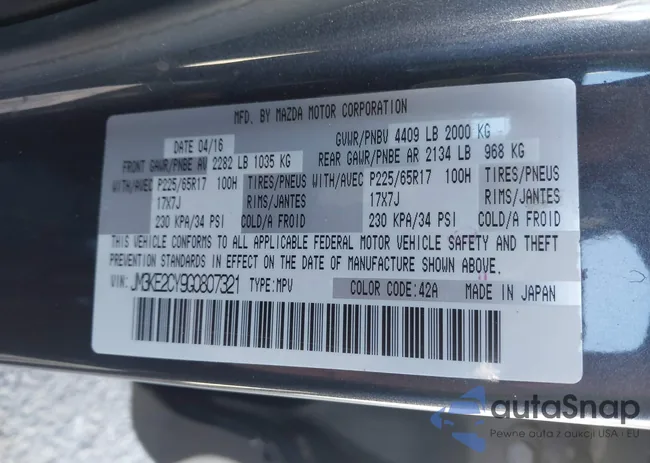 MFD. BY MAZDA MOTOR CORPORATION
DATE 04/16 GVWR/PNBV 4409 LB 2000 KG
FRONT GAWR/PNBE AV 2282 LB 1035 KG REAR GAWR/PNBE AR 2134 LB 968 KG
WITH/AVEC P225/65R17 100H TIRES/PNEUS WITH/AVEC P225/65R17 100H TIRES/PNEUS
17X7J RIMS/JANTES 17X7J RIMS/JANTES
230 KPA/34 PSI COLD/A FROID 230 KPA/34 PSI COLD/A FROID
THIS VEHICLE CONFORMS TO ALL APPLICABLE FEDERAL MOTOR VEHICLE SAFETY AND THEFT
PREVENTION STANDARDS IN EFFECT ON THE DATE OF MANUFACTURE SHOWN ABOVE.
VIN: JM3KE2CY9G0807321 TYPE:MPV COLOR CODE:42A MADE IN JAPAN
autoSnap
Pewne auta z aukcji USA i EU